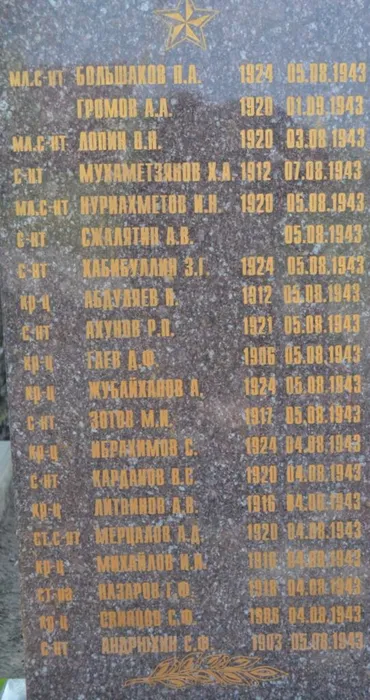 МЛ.С-НТ БОЛЬШАКОВ П.А. 1924 05.08.1943
ГРОМОВ А.А. 1920 01.09.1943
МЛ.С-НТ ЛОПИН В.Я. 1920 03.08.1943
С-НТ МУХАМЕТЗЯНОВ Х.А. 1912 07.08.1943
МЛ.С-НТ НУРИАХМЕТОВ И.Н. 1920 05.08.1943
С-НТ СЖАЛЯТИН А.В. 05.08.1943
С-НТ ХАБИБУЛЛИН З.Г. 1924 05.08.1943
КР-Ц АБДУЛАЕВ 1912 05.08.1943
С-НТ АХУНОВ Р.О. 1921 05.08.1943
КР-Ц ГАЕВ Д.Ф. 1906 05.08.1943
КР-Ц ЖУБАЙХАНОВ А. 1924 05.08.1943
С-НТ ЗОТОВ М.И. 1917 05.08.1943
КР-Ц ИБРАХИМОВ С. 1924 04.08.1943
С-НТ КАРДАНОВ В.Е. 1920 04.08.1943
КР-Ц ЛИТВИНОВ А.В. 1916 04.08.1943
СТ.С-НТ МЕРЦАЛОВ А.Д. 1920 04.08.1943
КР-Ц МИХАЙЛОВ 04.08.1943
НАЗАРОВ Г.Ф. 1918 04.08.1943
КР-Ц СВИНЦОВ С.Ф. 04.08.1943
С-НТ АНДРЮХИН С.Ф. 1903 05.08.1943